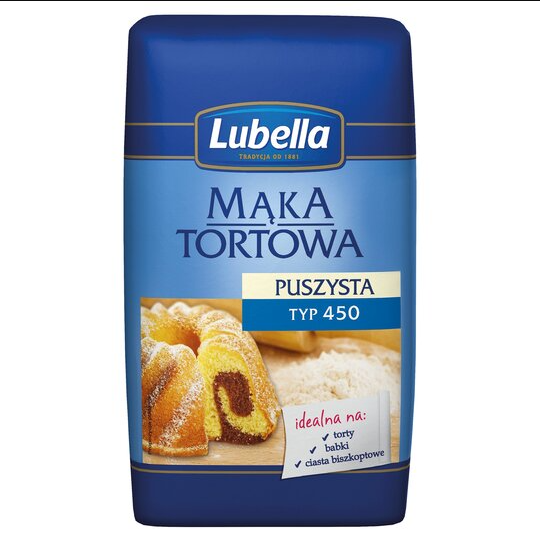 Lubella
TRADYCJA OD 1881
MĄKA
TORTOWA
PUSZYSTA
TYP 450
idealna na:
✓ torty
✓ babki
✓ ciasta biszkoptowe